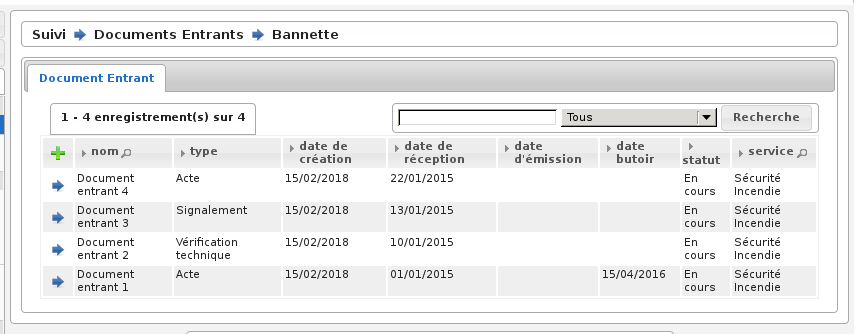 Suivi Documents Entrants Bannette
Document Entrant
1 - 4 enregistrement(s) sur 4
Tous Recherche
nom type date de création date de réception date d'émission date butoir statut service
Document entrant 4 Acte 15/02/2018 22/01/2015 En cours Sécurité Incendie
Document entrant 3 Signalement 15/02/2018 13/01/2015 En cours Sécurité Incendie
Document entrant 2 Vérification technique 15/02/2018 10/01/2015 En cours Sécurité Incendie
Document entrant 1 Acte 15/02/2018 01/01/2015 15/04/2016 En cours Sécurité Incendie